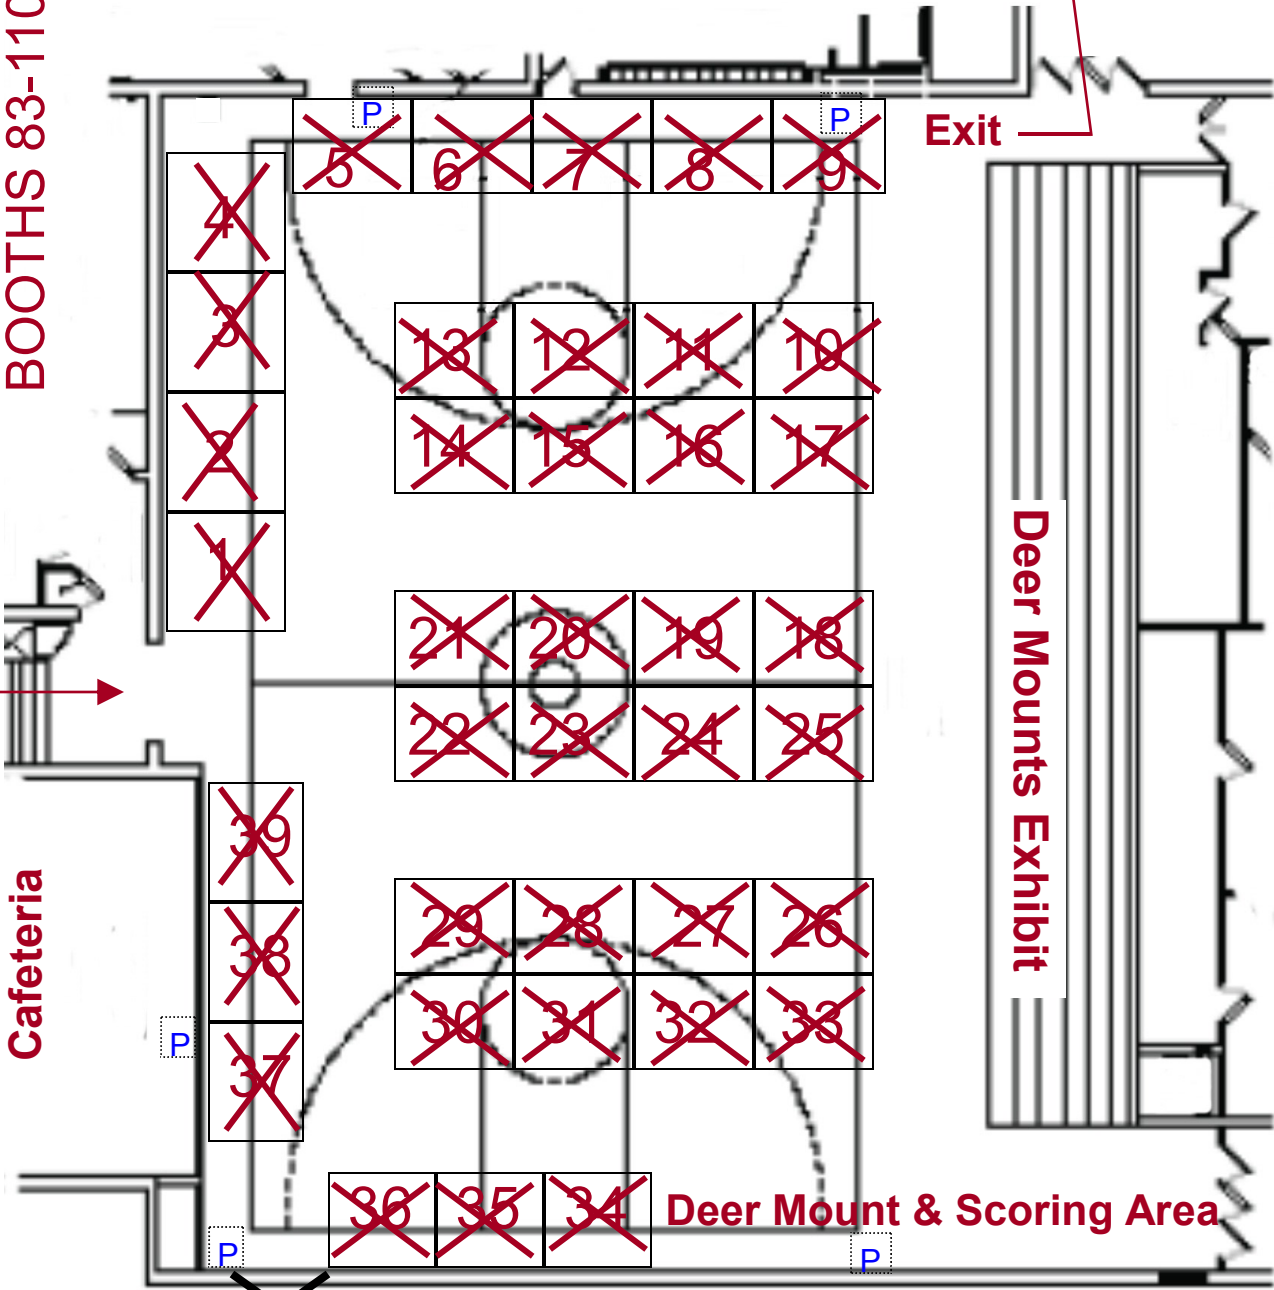 BOOTHS 83-110
P
P
Exit
5 6 7 8 9
4
3
13 12 11 10
2
14 15 16 17
1
21 20 19 18
22 23 24 25
Deer Mounts Exhibit
39
Cafeteria
29 28 27 26
38
30 31 32 33
P
37
36 35 34
Deer Mount & Scoring Area
P
P